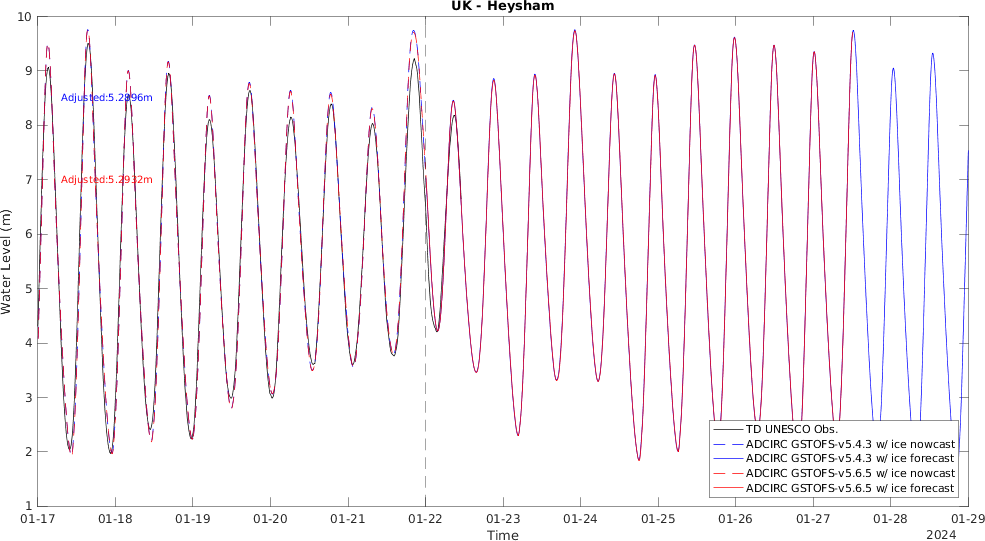 UK - Heysham
10
9
8
7
6
5
4
3
2
1
Water Level (m)
Adjusted:5.2896m
Adjusted:5.2932m
TD UNESCO Obs.
ADCIRC GSTOFS-v5.4.3 w/ ice nowcast
ADCIRC GSTOFS-v5.4.3 w/ ice forecast
ADCIRC GSTOFS-v5.6.5 w/ ice nowcast
ADCIRC GSTOFS-v5.6.5 w/ ice forecast
01-17 01-18 01-19 01-20 01-21 01-22 01-23 01-24 01-25 01-26 01-27 01-28 01-29
Time
2024